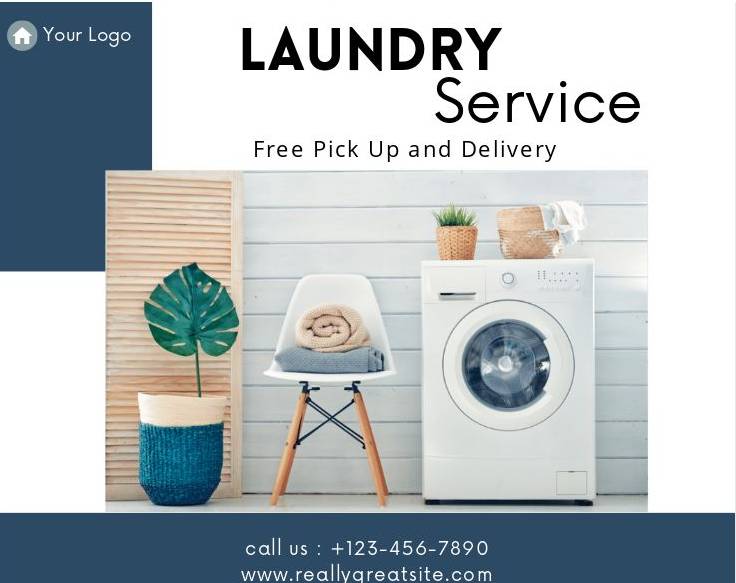 Your Logo
LAUNDRY
Service
Free Pick Up and Delivery
call us : +123-456-7890
www.reallygreatsite.com